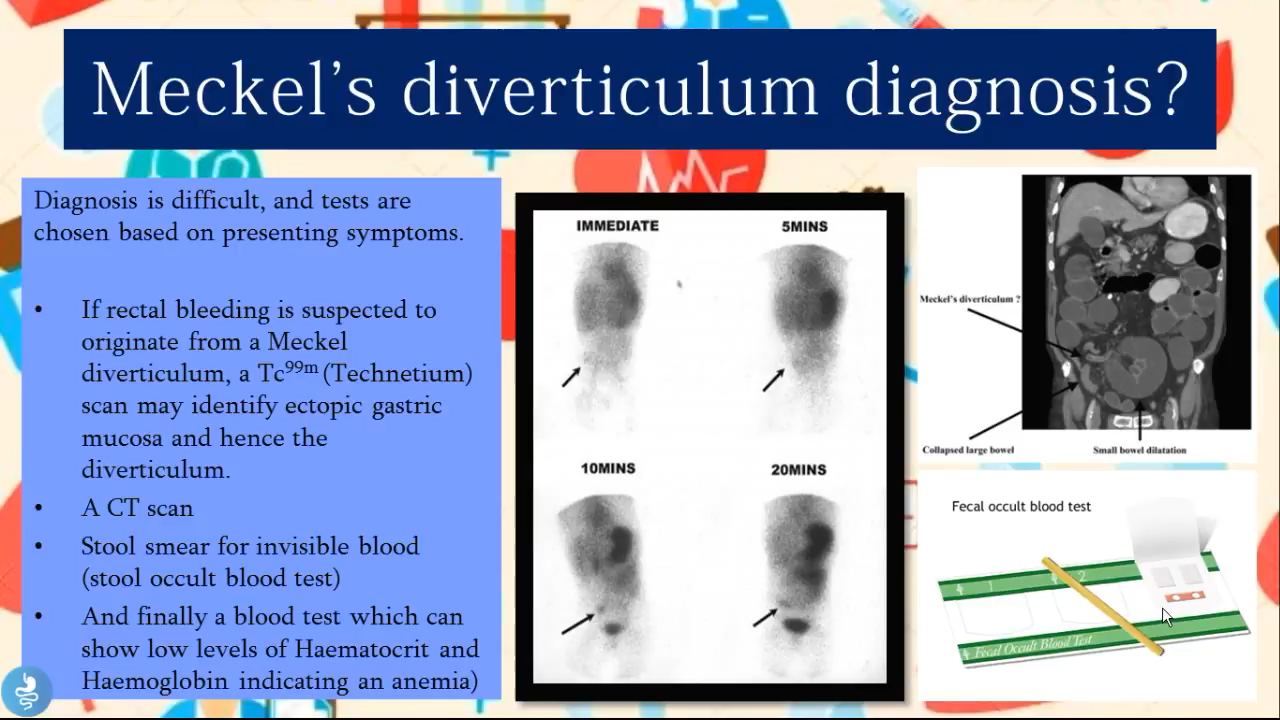 Meckel's diverticulum diagnosis?
Diagnosis is difficult, and tests are
chosen based on presenting symptoms.
• If rectal bleeding is suspected to
originate from a Meckel
diverticulum, a Tc⁹⁹ᵐ (Technetium)
scan may identify ectopic gastric
mucosa and hence the
diverticulum.
• A CT scan
• Stool smear for invisible blood
(stool occult blood test)
• And finally a blood test which can
show low levels of Haematocrit and
Haemoglobin indicating an anemia)
IMMEDIATE
5MINS
10MINS
20MINS
Meckel's diverticulum ?
Collapsed large bowel
Small bowel dilatation
Fecal occult blood test
1
2
Fecal Occult Blood Test